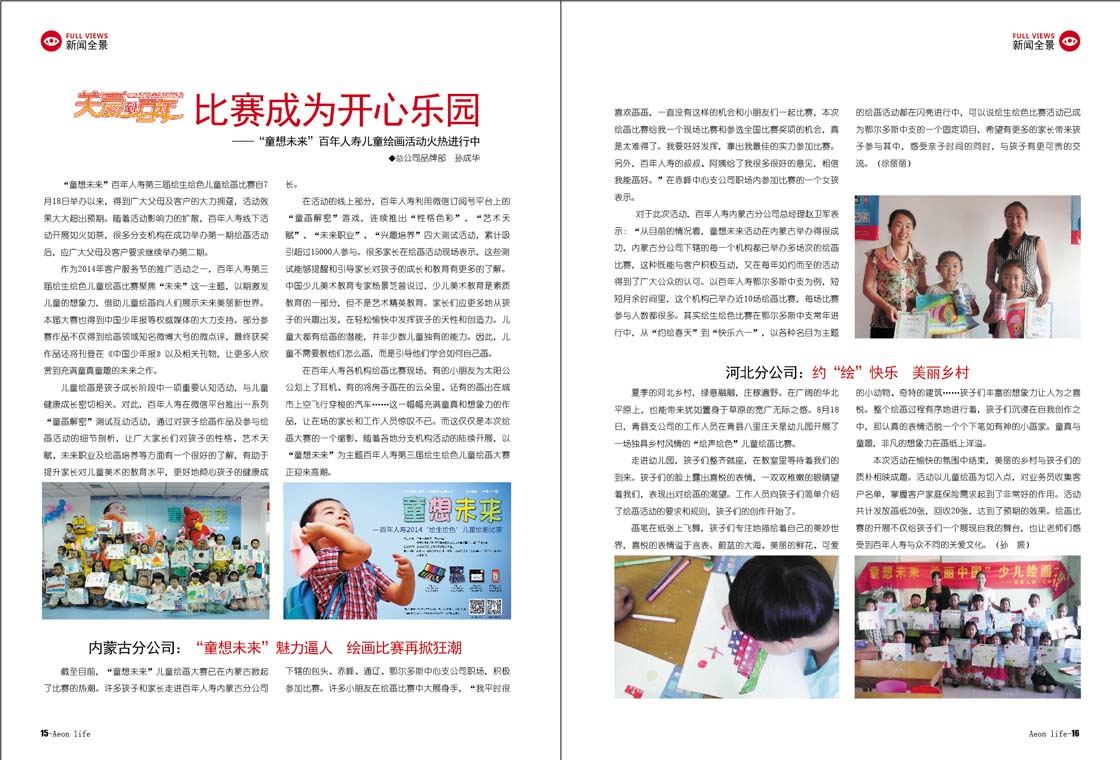 FULL VIEWS
新闻全景
关爱到百年
比赛成为开心乐园
——“童想未来”百年人寿儿童绘画活动火热进行中
◆总公司品牌部 孙成华
“童想未来”百年人寿第三届绘生绘色儿童绘画比赛自7
月18日举办以来，得到广大父母及客户的大力拥趸，活动效
果大大超出预期。随着活动影响力的扩散，百年人寿线下活
动开展如火如荼，很多分支机构在成功举办第一期绘画活动
后，应广大父母及客户要求继续举办第二期。
作为2014年客户服务节的推广活动之一，百年人寿第三
届绘生绘色儿童绘画比赛聚焦“未来”这一主题，以期激发
儿童的想象力，借助儿童绘画向人们展示未来美丽新世界。
本届大赛也得到中国少年报等权威媒体的大力支持。部分参
赛作品不仅得到绘画领域知名微博大号的微点评，最终获奖
作品还将刊登在《中国少年报》以及相关刊物，让更多人欣
赏到充满童真童趣的未来之作。
儿童绘画是孩子成长阶段中一项重要认知活动，与儿童
健康成长密切相关。对此，百年人寿在微信平台推出一系列
“童画解密”测试互动活动，通过对孩子绘画作品及参与绘
画活动的细节剖析，让广大家长们对孩子的性格，艺术天
赋、未来职业及绘画培养等方面有一个很好的了解，有助于
提升家长对儿童美术的教育水平，更好地倾心孩子的健康成
长。
在活动的线上部分，百年人寿利用微信订阅号平台上的
“童画解密”游戏，连续推出“性格色彩”，“艺术天
赋”、“未来职业”、“兴趣培养”四大测试活动，累计吸
引超过15000人参与。很多家长在绘画活动现场表示，这些测
试能够提醒和引导家长对孩子的成长和教育有更多的了解。
中国少儿美术教育专家杨景芝曾说过，少儿美术教育是素质
教育的一部分，但不是艺术精英教育。家长们应更多地从孩
子的兴趣出发，在轻松愉快中发挥孩子的天性和创造力。儿
童大都有绘画的潜能，并非少数儿童独有的能力。因此，儿
童不需要教他们怎么画，而是引导他们学会如何自己画。
在百年人寿各机构绘画比赛现场，有的小朋友为太阳公
公划上了耳机，有的将房子画在的云朵里，还有的画出在城
市上空飞行穿梭的汽车……这一幅幅充满童真和想象力的作
品，让在场的家长和工作人员惊叹不已。而这仅仅是本次绘
画大赛的一个缩影，随着各地分支机构活动的陆续开展，以
“童想未来”为主题百年人寿第三届绘生绘色儿童绘画大赛
正迎来高潮。
童想未来
—百年人寿2014“绘生绘色”儿童绘画比赛
内蒙古分公司：“童想未来”魅力逼人 绘画比赛再掀狂潮
截至目前，“童想未来”儿童绘画大赛已在内蒙古掀起
了比赛的热潮。许多孩子和家长走进百年人寿内蒙古分公司
下辖的包头、赤峰、通辽、鄂尔多斯中心支公司职场，积极
参加比赛。许多小朋友在绘画比赛中大展身手，“我平时很
15-Aeon life
FULL VIEWS
新闻全景
喜欢画画，一直没有这样的机会和小朋友们一起比赛，本次
绘画比赛给我一个现场比赛和参选全国比赛奖项的机会，真
是太难得了。我要好好发挥，拿出我最佳的实力参加比赛。
另外，百年人寿的叔叔、阿姨给了我很多很好的意见，相信
我能画好。”在赤峰中心支公司职场内参加比赛的一个女孩
表示。
对于此次活动，百年人寿内蒙古分公司总经理赵卫军表
示：“从目前的情况看，童想未来活动在内蒙古举办得很成
功，内蒙古分公司下辖的每一个机构都已举办多场次的绘画
比赛，这种既能与客户积极互动，又在每年如约而至的活动
得到了广大公众的认可。以百年人寿鄂尔多斯中支为例，短
短月余时间里，这个机构已举办近10场绘画比赛，每场比赛
参与人数都很多。其实绘生绘色比赛在鄂尔多斯中支常年进
行中，从“约绘春天”到“快乐六一”，以各种名目为主题
的绘画活动都在闪亮进行中，可以说绘生绘色比赛活动已成
为鄂尔多斯中支的一个固定项目，希望有更多的家长带来孩
子参与其中，感受亲子时间的同时，与孩子有更可贵的交
流。（徐丽丽）
河北分公司：约“绘”快乐 美丽乡村
夏季的河北乡村，绿意融融，庄稼遍野。在广阔的华北
平原上，也能带来犹如置身于草原的宽广无际之感。8月18
日，青县支公司的工作人员在青县八里庄天星幼儿园开展了
一场独具乡村风情的“绘声绘色”儿童绘画比赛。
走进幼儿园，孩子们整齐就座，在教室里等待着我们的
到来。孩子们的脸上露出喜悦的表情，一双双稚嫩的眼睛望
着我们，表现出对绘画的渴望。工作人员向孩子们简单介绍
了绘画活动的要求和规则，孩子们的创作开始了。
画笔在纸张上飞舞，孩子们专注地描绘着自己的美妙世
界，喜悦的表情溢于言表。蔚蓝的大海、美丽的鲜花、可爱
的小动物、奇特的建筑……孩子们丰富的想象力让人为之喜
悦。整个绘画过程有序地进行着，孩子们沉浸在自我创作之
中，那认真的表情活脱一个个下笔如有神的小画家。童真与
童趣，非凡的想象力在画纸上洋溢。
本次活动在愉快的氛围中结束，美丽的乡村与孩子们的
质朴相映成趣。活动以儿童绘画为切入点，对业务员收集客
户名单，掌握客户家庭保险需求起到了非常好的作用。活动
共计发放画纸20张，回收20张，达到了预期的效果。绘画比
赛的开展不仅给孩子们一个展现自我的舞台，也让老师们感
受到百年人寿与众不同的关爱文化。（孙 振）
Aeon life-16